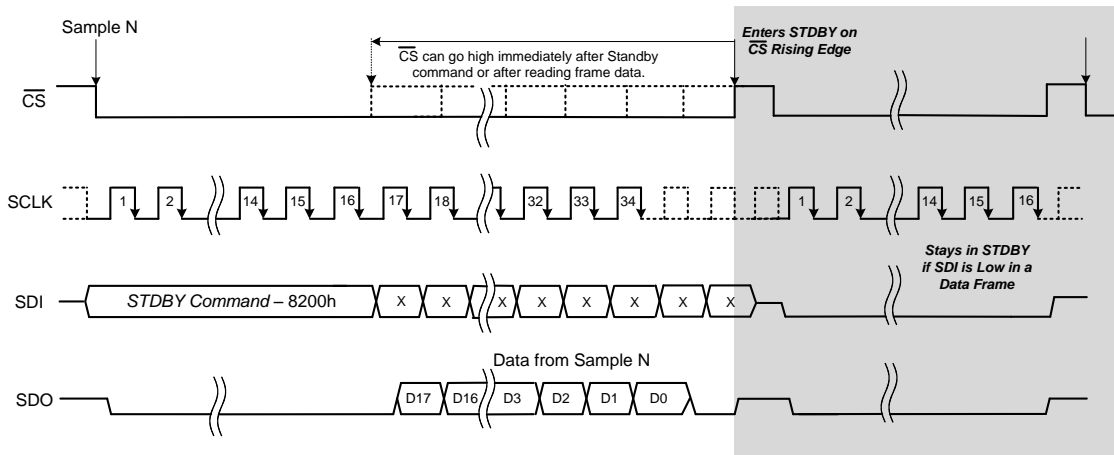 Sample N
Enters STDBY on
CS Rising Edge
CS can go high immediately after Standby
command or after reading frame data.
CS
SCLK
1 2 14 15 16 17 18 32 33 34 1 2 14 15 16
Stays in STDBY
if SDI is Low in a
Data Frame
SDI
STDBY Command – 8200h X X X X X X X X
Data from Sample N
SDO
D17 D16 D3 D2 D1 D0